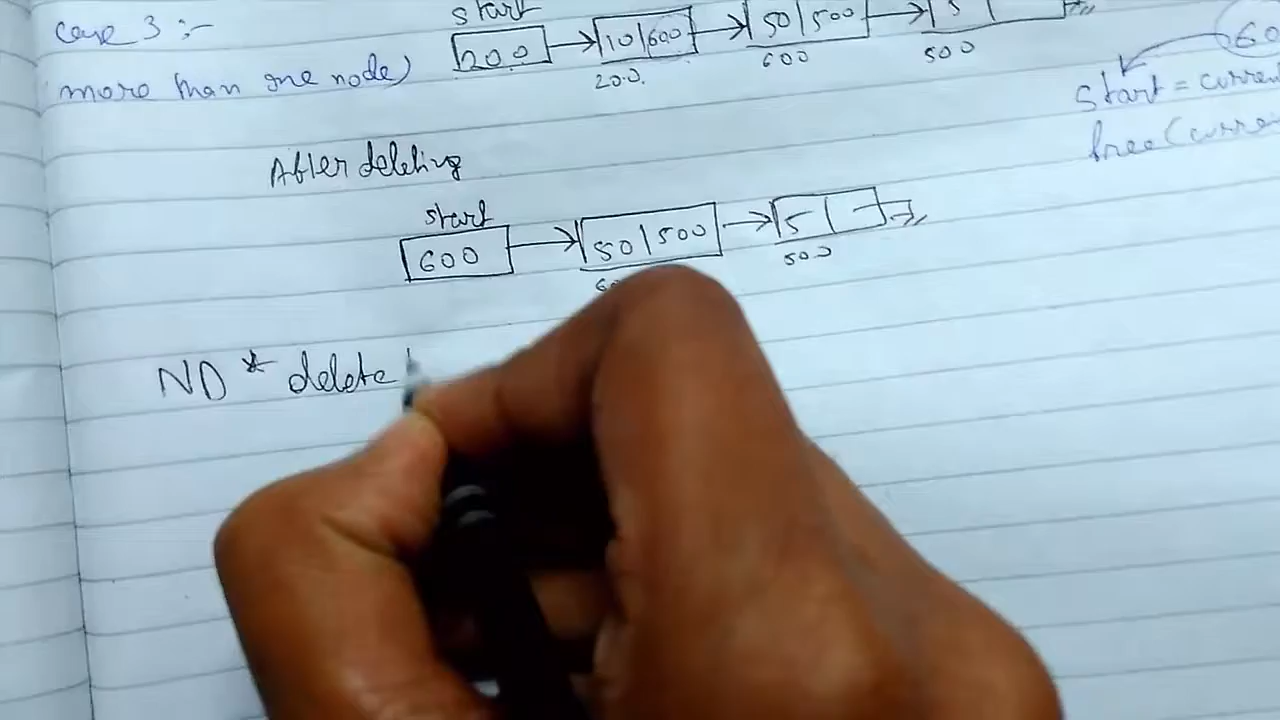 start
Case 3 :-
200 10 | 600 50 | 500 5 |
more than one node)
200. 600 500
60
start = curren
free(curre
After deleting
start
600 50 | 500 5 |
500
ND * delete